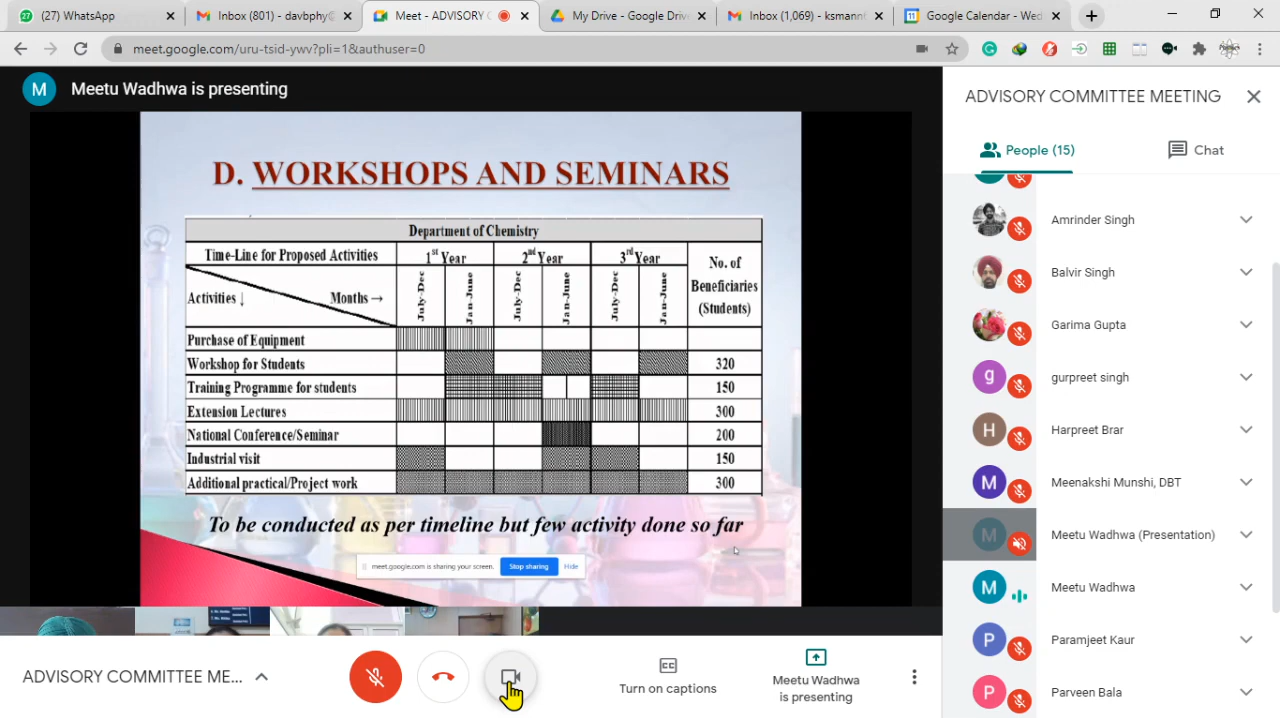 (27) WhatsApp
Inbox (801) - davbphy@
Meet - ADVISORY C
My Drive - Google Drive
Inbox (1,069) - ksmannf
Google Calendar - Wed
meet.google.com/uru-tsid-ywv?pli=1&authuser=0
M
Meetu Wadhwa is presenting
D. WORKSHOPS AND SEMINARS
Department of Chemistry
Time-Line for Proposed Activities
1st Year
2nd Year
3rd Year
No. of Beneficiaries (Students)
Activities ↓
Months →
July-Dec
Jan-June
July-Dec
Jan-June
July-Dec
Jan-June
Purchase of Equipment
Workshop for Students 320
Training Programme for students 150
Extension Lectures 300
National Conference/Seminar 200
Industrial visit 150
Additional practical/Project work 300
To be conducted as per timeline but few activity done so far
meet.google.com is sharing your screen.
Stop sharing
Hide
ADVISORY COMMITTEE ME...
Turn on captions
Meetu Wadhwa
is presenting
ADVISORY COMMITTEE MEETING
People (15)
Chat
Amrinder Singh
Balvir Singh
Garima Gupta
g
gurpreet singh
H
Harpreet Brar
M
Meenakshi Munshi, DBT
M
Meetu Wadhwa (Presentation)
M
Meetu Wadhwa
P
Paramjeet Kaur
P
Parveen Bala